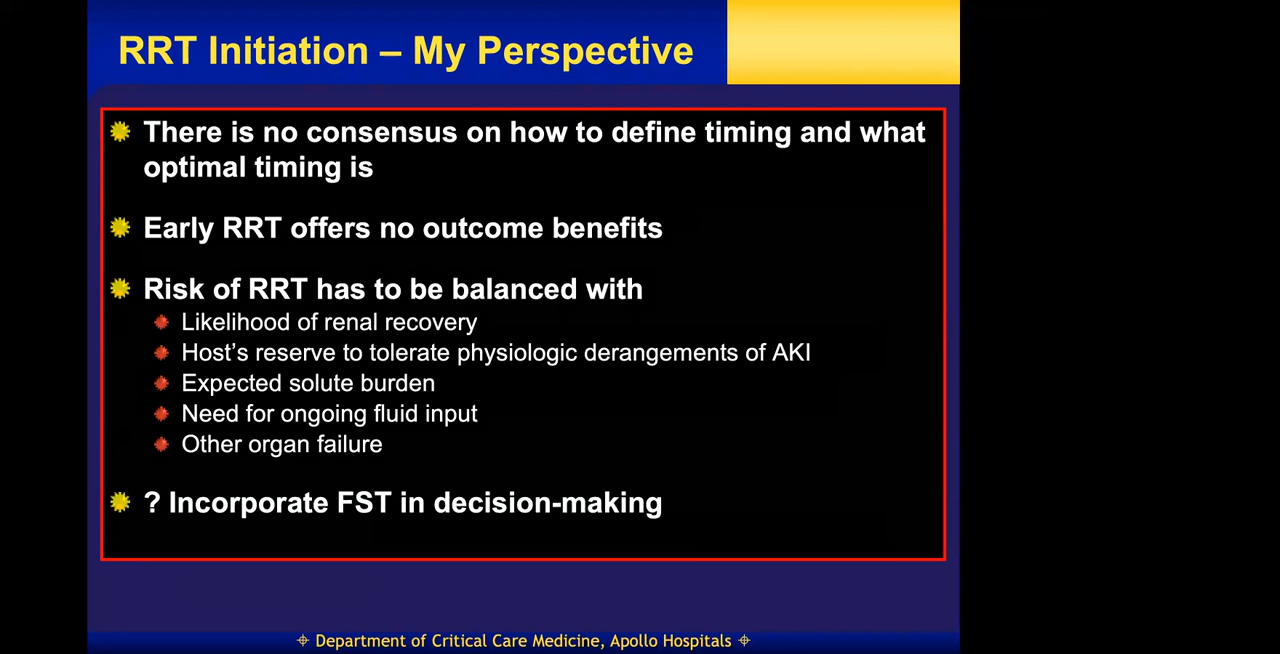 RRT Initiation – My Perspective
There is no consensus on how to define timing and what
optimal timing is
Early RRT offers no outcome benefits
Risk of RRT has to be balanced with
Likelihood of renal recovery
Host’s reserve to tolerate physiologic derangements of AKI
Expected solute burden
Need for ongoing fluid input
Other organ failure
? Incorporate FST in decision-making
Department of Critical Care Medicine, Apollo Hospitals